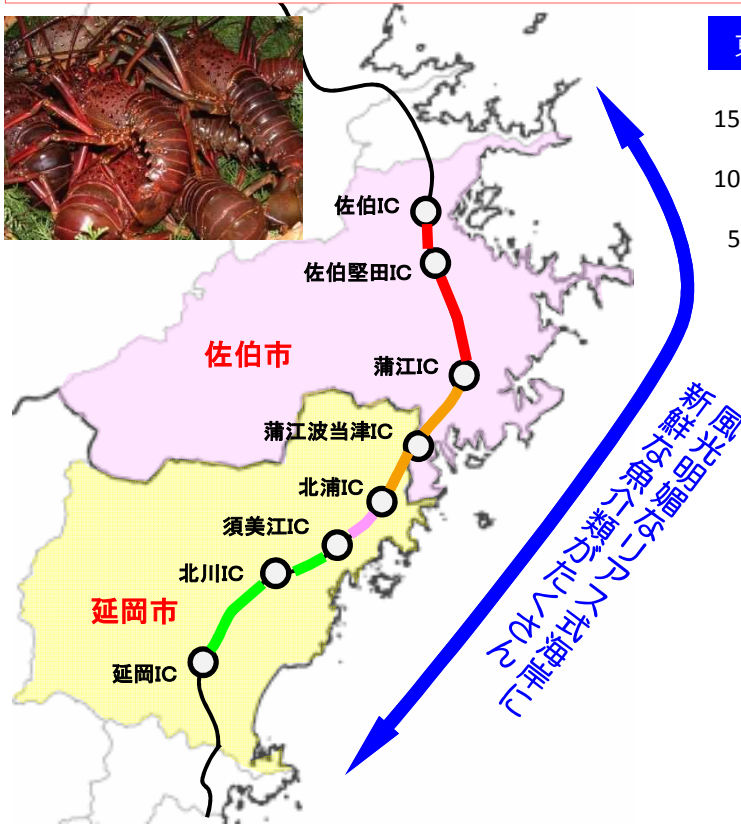 佐伯IC
佐伯堅田IC
佐伯市
蒲江IC
蒲江波当津IC
北浦IC
須美江IC
北川IC
延岡市
延岡IC
風光明媚なリアス式海岸に
新鮮な魚介類がたくさん
15
10
5